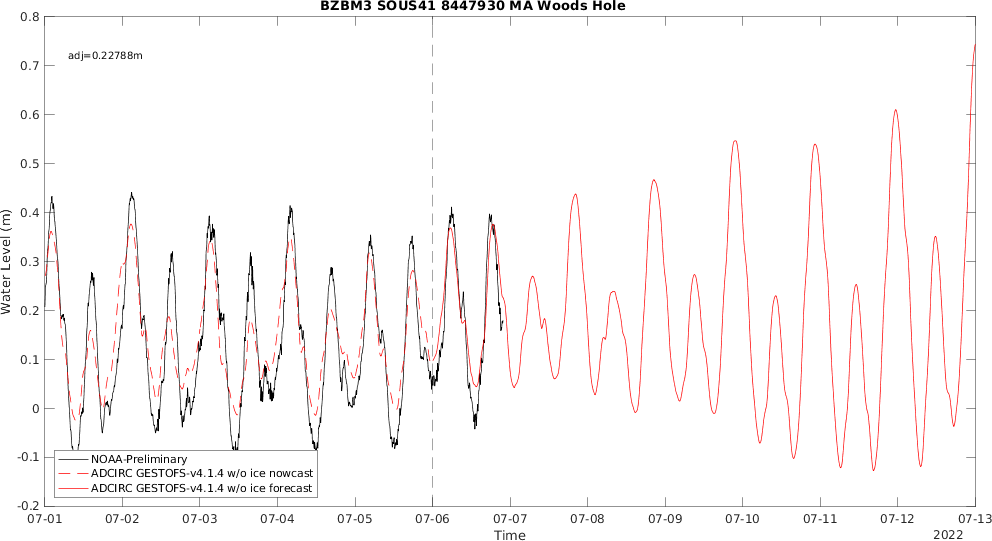 BZBM3 SOUS41 8447930 MA Woods Hole
adj=0.22788m
Water Level (m)
0.8
0.7
0.6
0.5
0.4
0.3
0.2
0.1
0
-0.1
-0.2
NOAA-Preliminary
ADCIRC GESTOFS-v4.1.4 w/o ice nowcast
ADCIRC GESTOFS-v4.1.4 w/o ice forecast
07-01 07-02 07-03 07-04 07-05 07-06 07-07 07-08 07-09 07-10 07-11 07-12 07-13
Time
2022